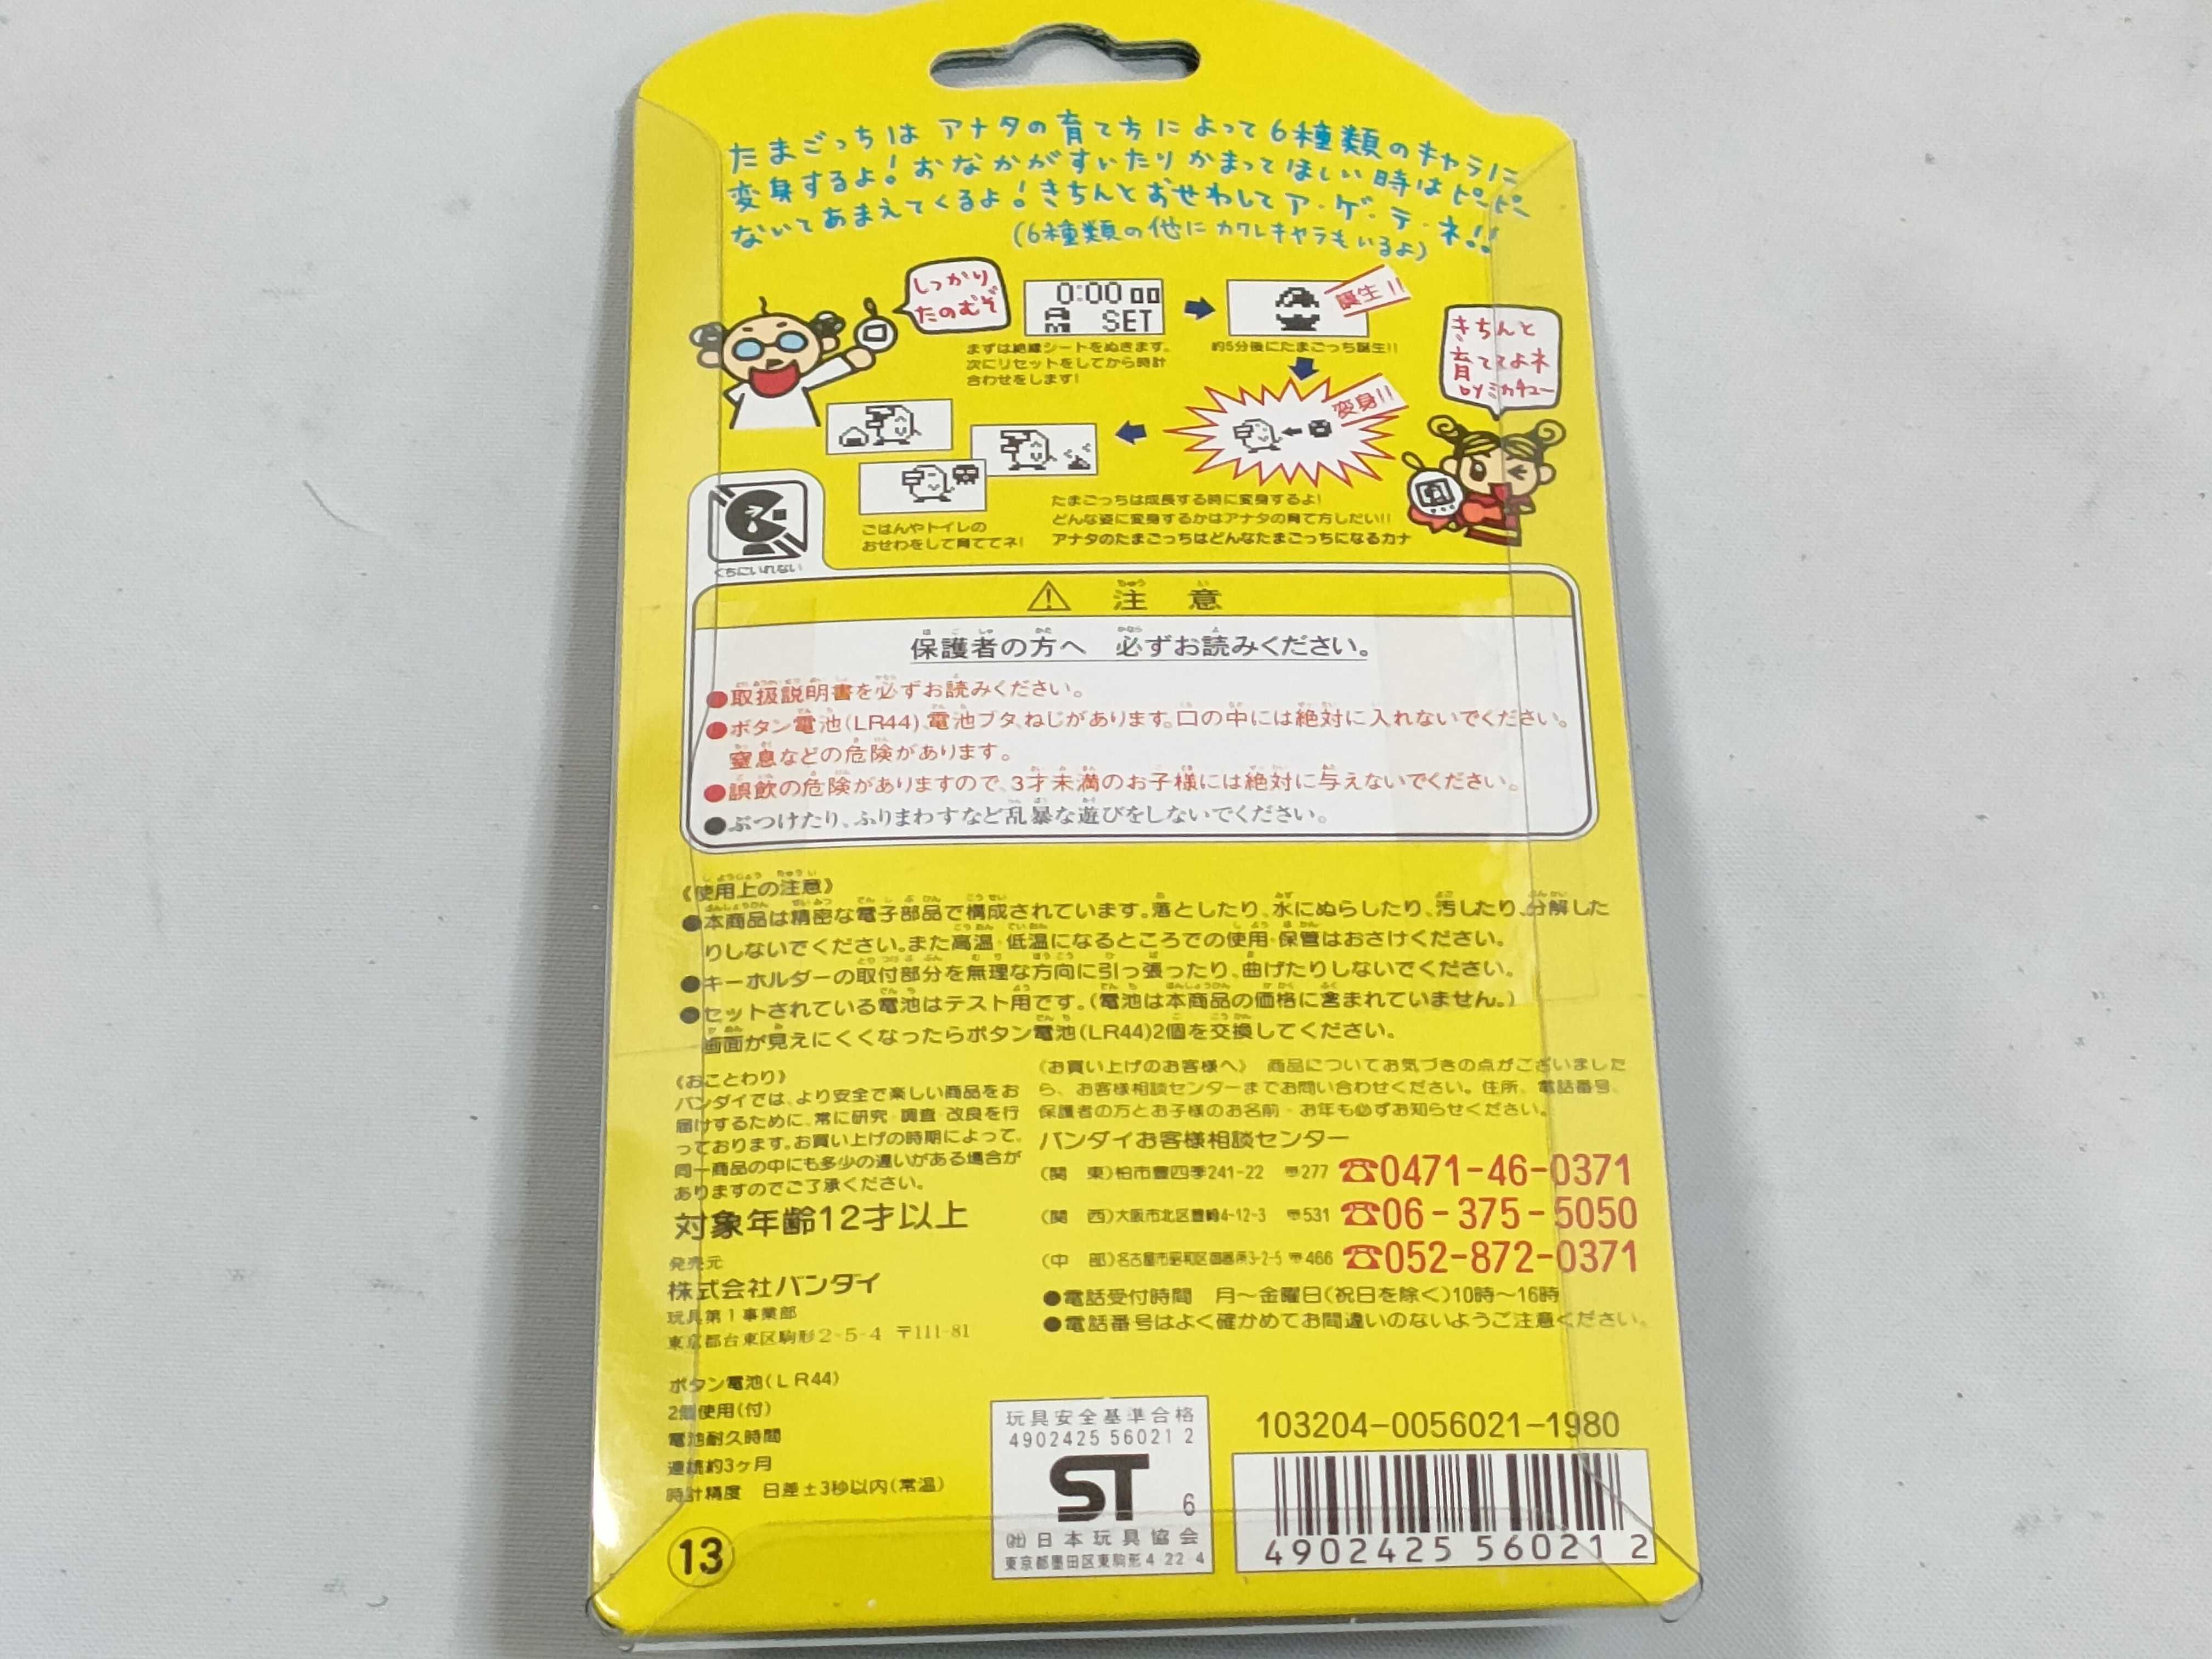 たまごっちは アナタの育て方によって6種類のキャラに
変身するよ！おなかがすいたりかまってほしい時はピーピー
ないてあまえてくるよ！きちんとおせわしてア・ゲ・テ・ネ!!
(6種類の他にカクレキャラもいるよ)
しっかり
たのむぞ
0:00 00
AM SET
まずは絶縁シートをぬきます。
次にリセットをしてから時計
合わせをします！
誕生!!
約5分後にたまごっち誕生!!
きちんと
育ててよネ
byミカチュー
変身!!
たまごっちは成長する時に変身するよ！
どんな姿に変身するかはアナタの育て方しだい!!
アナタのたまごっちはどんなたまごっちになるカナ
ごはんやトイレの
おせわをして育ててネ！
くちにいれない
注意
保護者の方へ 必ずお読みください。
●取扱説明書を必ずお読みください。
●ボタン電池(LR44)、電池ブタ、ねじがあります。口の中には絶対に入れないでください。
窒息などの危険があります。
●誤飲の危険がありますので、3才未満のお子様には絶対に与えないでください。
●ぶつけたり、ふりまわすなど乱暴な遊びをしないでください。
《使用上の注意》
●本商品は精密な電子部品で構成されています。落としたり、水にぬらしたり、汚したり、分解した
りしないでください。また高温・低温になるところでの使用・保管はおさけください。
●キーホルダーの取付部分を無理な方向に引っ張ったり、曲げたりしないでください。
●セットされている電池はテスト用です。(電池は本商品の価格に含まれていません。)
画面が見えにくくなったらボタン電池(LR44)2個を交換してください。
《おことわり》
バンダイでは、より安全で楽しい商品をお
届けするために、常に研究・調査・改良を行
っております。お買い上げの時期によって、
同一商品の中にも多少の違いがある場合が
ありますのでご了承ください。
対象年齢12才以上
発売元
株式会社バンダイ
玩具第1事業部
東京都台東区駒形2-5-4 〒111-81
ボタン電池(LR44)
2個使用(付)
電池耐久時間
連続約3ヶ月
時計精度 日差±3秒以内(常温)
13
《お買い上げのお客様へ》 商品についてお気づきの点がございました
ら、お客様相談センターまでお問い合わせください。住所、電話番号、
保護者の方とお子様のお名前・お年も必ずお知らせください。
バンダイお客様相談センター
(関 東)柏市豊四季241-22 〒277 ☎0471-46-0371
(関 西)大阪市北区豊崎4-12-3 〒531 ☎06-375-5050
(中 部)名古屋市昭和区御器所3-2-5 〒466 ☎052-872-0371
●電話受付時間 月～金曜日(祝日を除く)10時～16時
●電話番号はよく確かめてお間違いのないようご注意ください。
玩具安全基準合格
4902425 56021 2
ST 6
(社)日本玩具協会
東京都墨田区東駒形4-22-4
103204-0056021-1980
4902425 560212